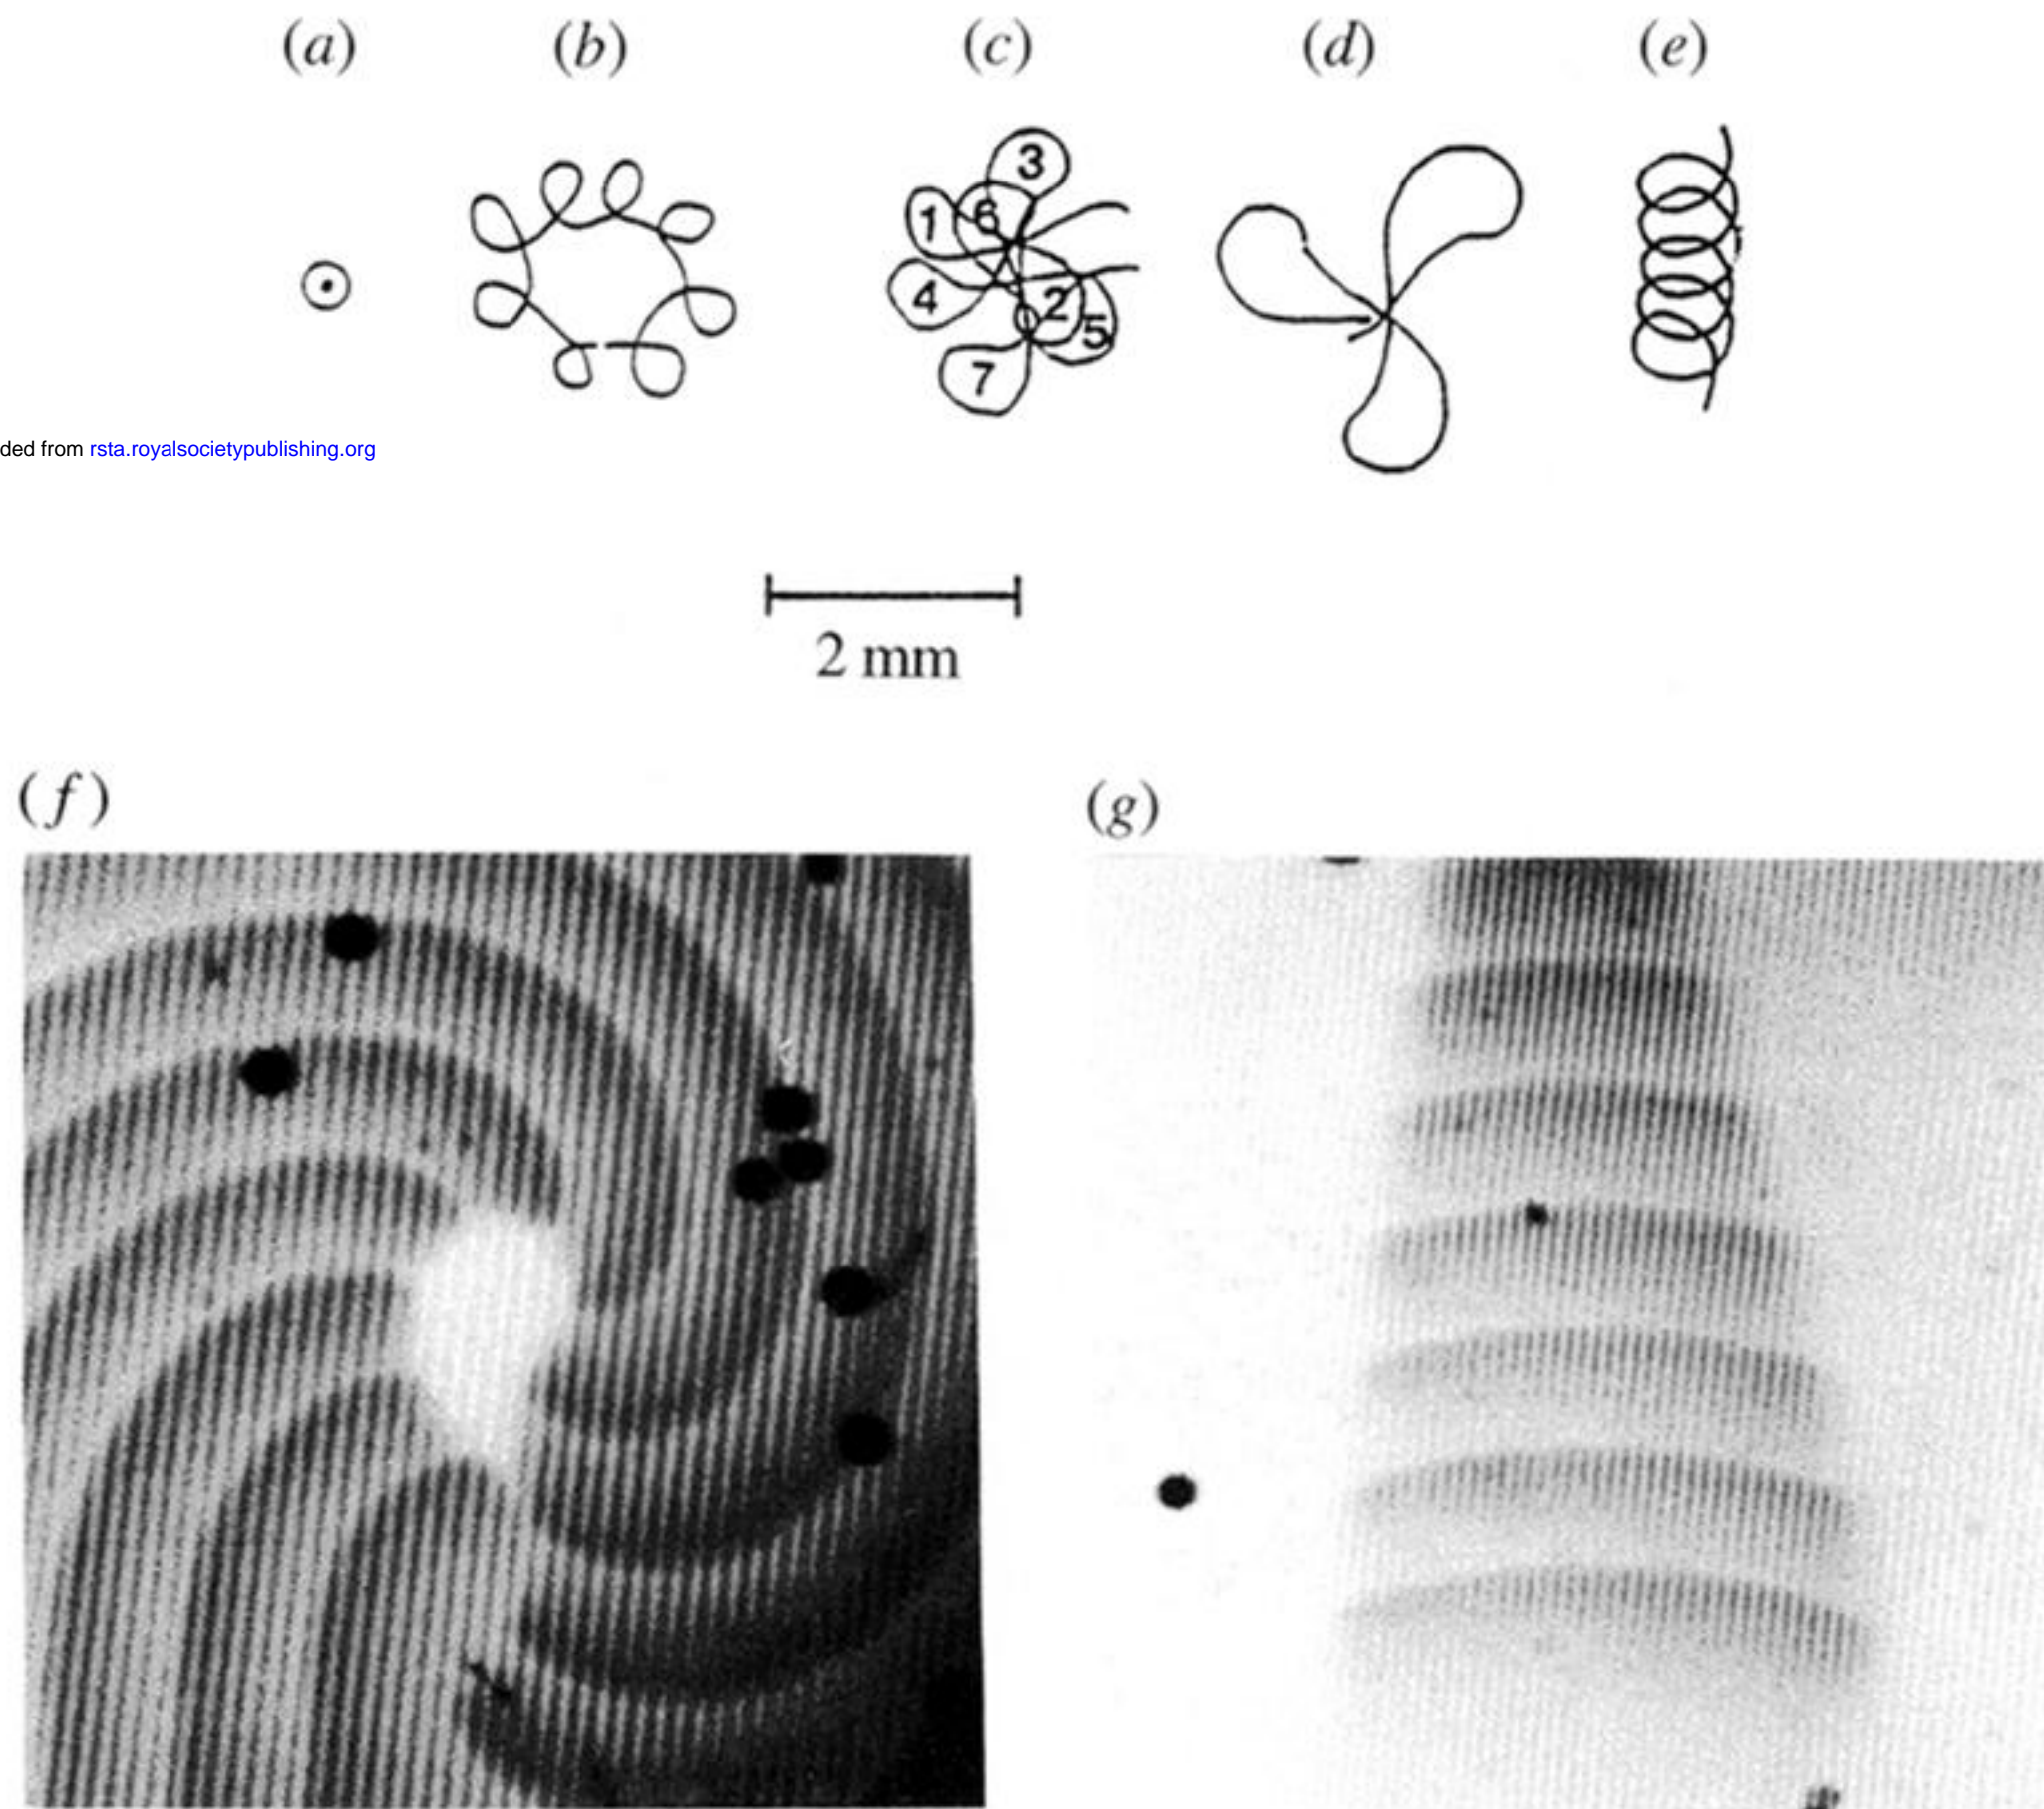 (a) (b) (c) (d) (e)
3
1 6
4 2 5
7
ded from rsta.royalsocietypublishing.org
2 mm
(f) (g)